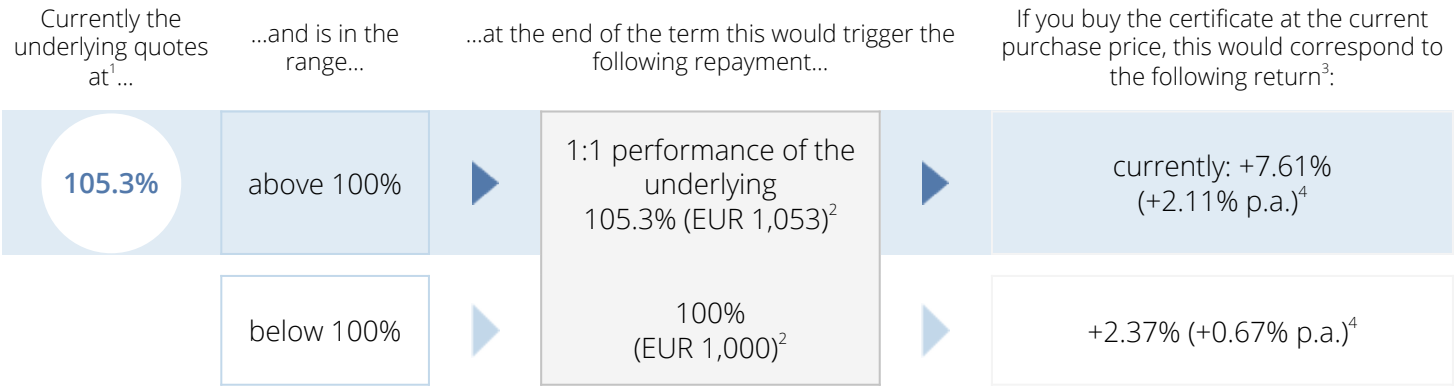 Currently the
underlying quotes
at¹...
...and is in the
range...
...at the end of the term this would trigger the
following repayment...
If you buy the certificate at the current
purchase price, this would correspond to
the following return³:
105.3%
above 100%
1:1 performance of the
underlying
105.3% (EUR 1,053)²
currently: +7.61%
(+2.11% p.a.)⁴
below 100%
100%
(EUR 1,000)²
+2.37% (+0.67% p.a.)⁴